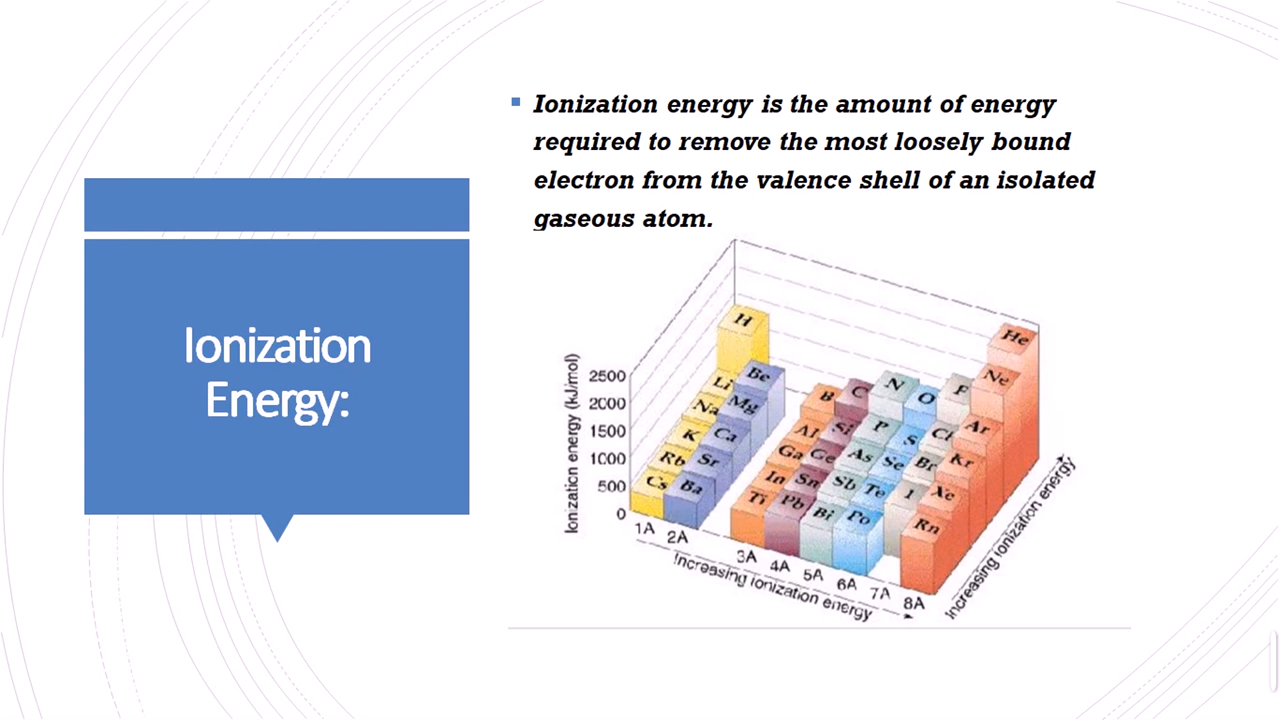 Ionization
Energy:
Ionization energy is the amount of energy
required to remove the most loosely bound
electron from the valence shell of an isolated
gaseous atom.
Ionization energy (kJ/mol)
2500
2000
1500
1000
500
0
H
He
Li Be B C N O F Ne
Na Mg Al Si P S Cl Ar
K Ca Ga Ge As Se Br Kr
Rb Sr In Sn Sb Te I Xe
Cs Ba Ti Pb Bi Po Rn
1A 2A 3A 4A 5A 6A 7A 8A
Increasing ionization energy
Increasing ionization energy